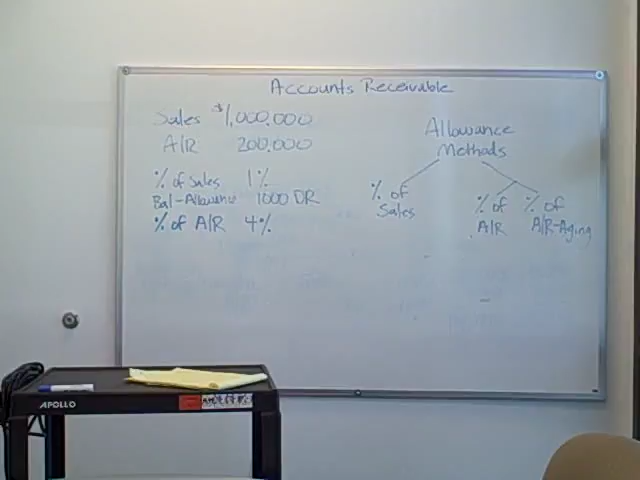 Accounts Receivable
Sales $1,000,000
A/R 200,000
% of Sales 1%
Bal-Allowance 1000 DR
% of A/R 4%
Allowance
Methods
% of
Sales
% of
A/R
% of
A/R-Aging
APOLLO